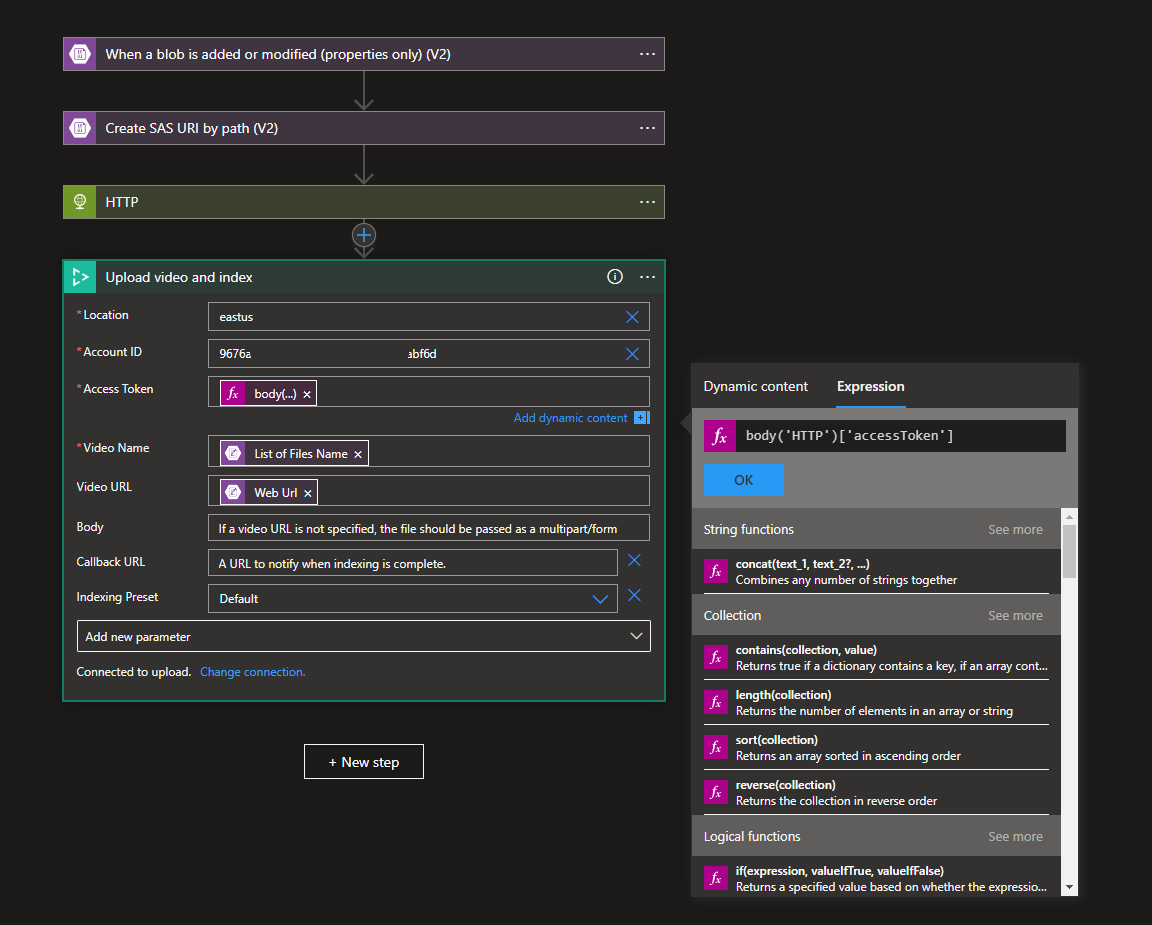 When a blob is added or modified (properties only) (V2)
Create SAS URI by path (V2)
HTTP
Upload video and index
* Location
eastus
* Account ID
9676a abf6d
* Access Token
fx body(...) ×
Add dynamic content
* Video Name
List of Files Name ×
Video URL
Web Url ×
Body
If a video URL is not specified, the file should be passed as a multipart/form
Callback URL
A URL to notify when indexing is complete.
Indexing Preset
Default
Add new parameter
Connected to upload. Change connection.
+ New step
Dynamic content Expression
fx body('HTTP')['accessToken']
OK
String functions See more
fx concat(text_1, text_2?, ...)
Combines any number of strings together
Collection See more
fx contains(collection, value)
Returns true if a dictionary contains a key, if an array cont...
fx length(collection)
Returns the number of elements in an array or string
fx sort(collection)
Returns an array sorted in ascending order
fx reverse(collection)
Returns the collection in reverse order
Logical functions See more
fx if(expression, valueIfTrue, valueIfFalse)
Returns a specified value based on whether the expressio...